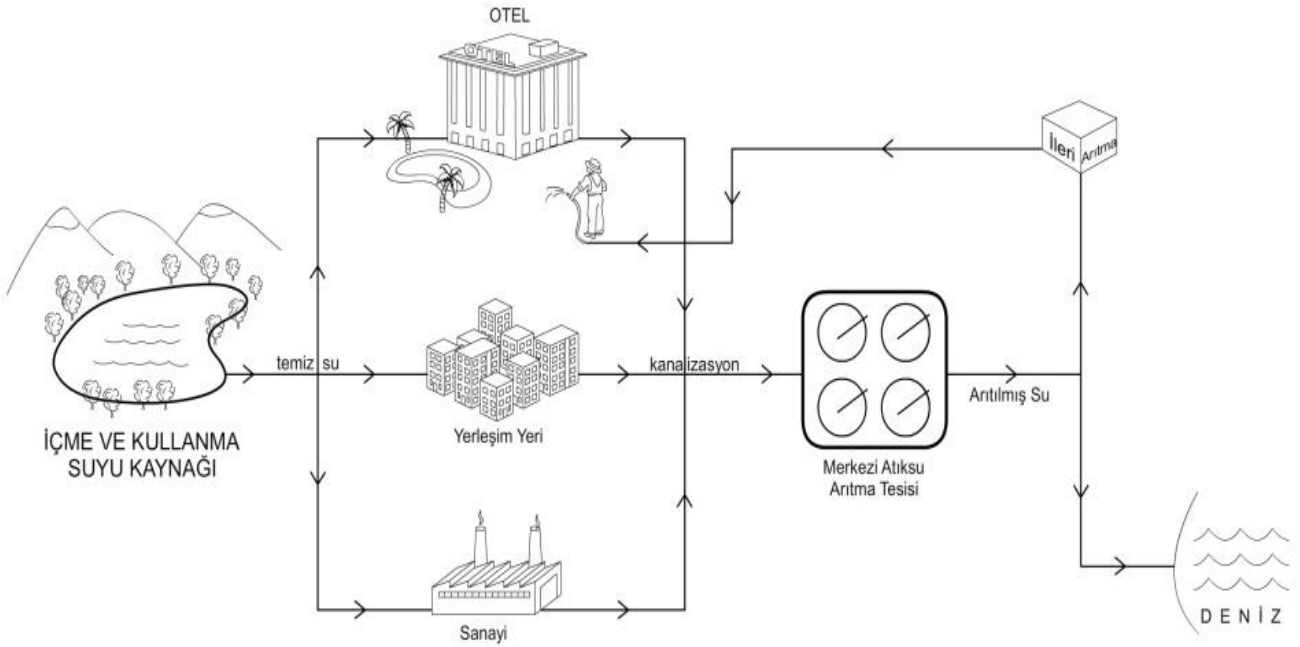 OTEL
OTEL
İleri
Arıtma
temiz su
kanalizasyon
Arıtılmış Su
İÇME VE KULLANMA
SUYU KAYNAĞI
Yerleşim Yeri
Merkezi Atıksu
Arıtma Tesisi
Sanayi
DENİZ